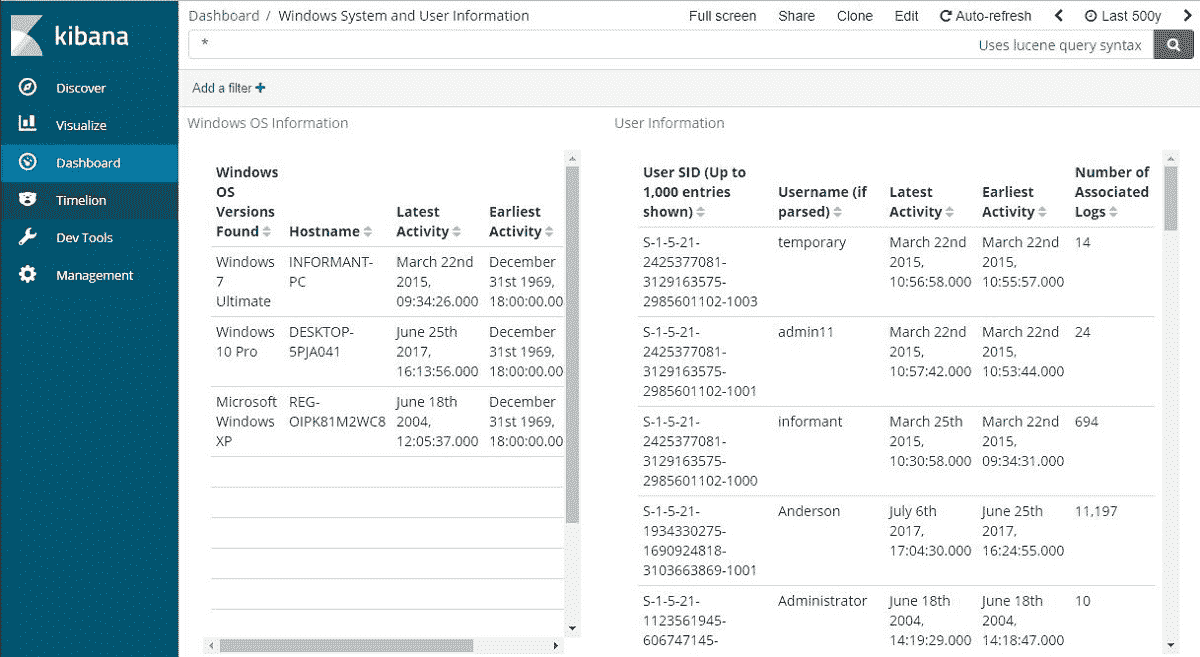 kibana
Discover
Visualize
Dashboard
Timelion
Dev Tools
Management
Dashboard / Windows System and User Information
Full screen Share Clone Edit Auto-refresh Last 500y
*
Uses lucene query syntax
Add a filter +
Windows OS Information
Windows
OS
Versions Latest Earliest
Found Hostname Activity Activity
Windows INFORMANT- March 22nd December
7 PC 2015, 31st 1969,
Ultimate 09:34:26.000 18:00:00.00
Windows DESKTOP- June 25th December
10 Pro 5PJA041 2017, 31st 1969,
16:13:56.000 18:00:00.00
Microsoft REG- June 18th December
Windows OIPK81M2WC8 2004, 31st 1969,
XP 12:05:37.000 18:00:00.00
User Information
User SID (Up to Number of
1,000 entries Username (if Latest Earliest Associated
shown) parsed) Activity Activity Logs
S-1-5-21- temporary March 22nd March 22nd 14
2425377081- 2015, 2015,
3129163575- 10:56:58.000 10:55:57.000
2985601102-1003
S-1-5-21- admin11 March 22nd March 22nd 24
2425377081- 2015, 2015,
3129163575- 10:57:42.000 10:53:44.000
2985601102-1001
S-1-5-21- informant March 25th March 22nd 694
2425377081- 2015, 2015,
3129163575- 10:30:58.000 09:34:31.000
2985601102-1000
S-1-5-21- Anderson July 6th June 25th 11,197
1934330275- 2017, 2017,
1690924818- 17:04:30.000 16:24:55.000
3103663869-1001
S-1-5-21- Administrator June 18th June 18th 10
1123561945- 2004, 2004,
606747145- 14:19:29.000 14:18:47.000